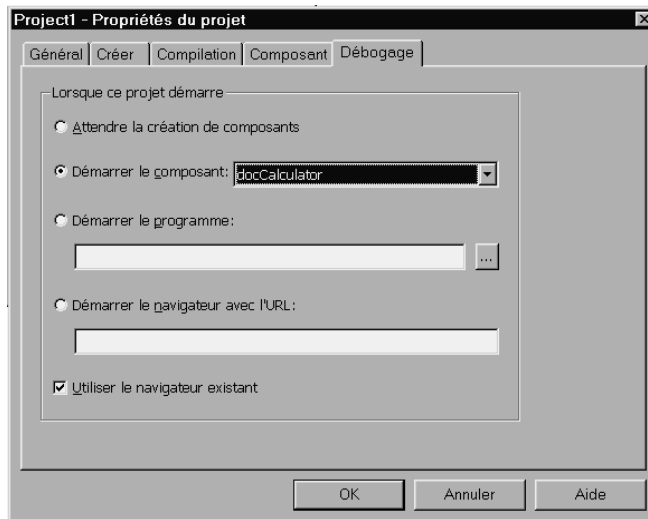 Project1 - Propriétés du projet
Général Créer Compilation Composant Débogage
Lorsque ce projet démarre
Attendre la création de composants
Démarrer le composant: docCalculator
Démarrer le programme:
...
Démarrer le navigateur avec l'URL:
Utiliser le navigateur existant
OK Annuler Aide